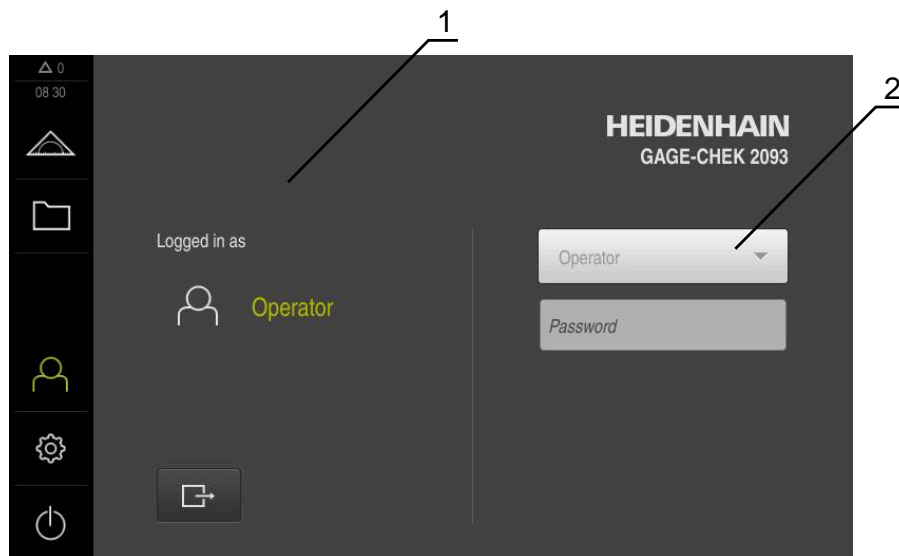 1
△ 0
08 30
2
HEIDENHAIN
GAGE-CHEK 2093
Logged in as
Operator
Operator
Password